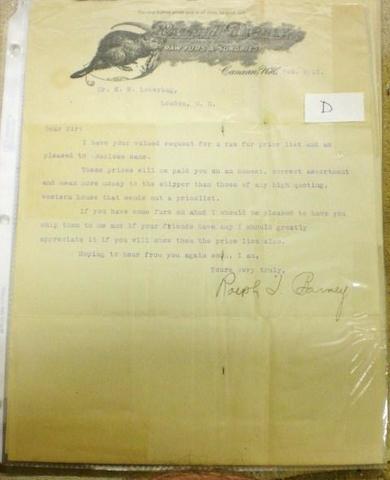 RAW FURS & SUNDRIES
Canaan, N.H.
D
Loudon, N. H.
Dear Sir:
I have your valued request for a raw fur price list and am
pleased to enclose same.
These prices will be paid you on an honest, correct assortment
and mean more money to the shipper than those of any high quoting,
western house that sends out a pricelist.
If you have some furs on hand I should be pleased to have you
ship them to me and if your friends have any I should greatly
appreciate it if you will show them the price list also.
Hoping to hear from you again soon, I am,
Yours very truly,
Ralph T. Barney